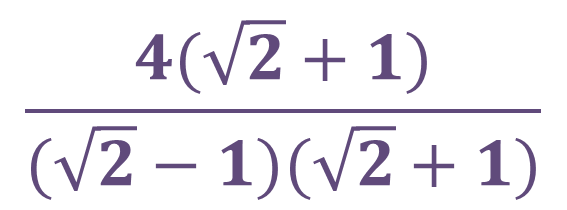 4(√2 + 1)
(√2 − 1)(√2 + 1)